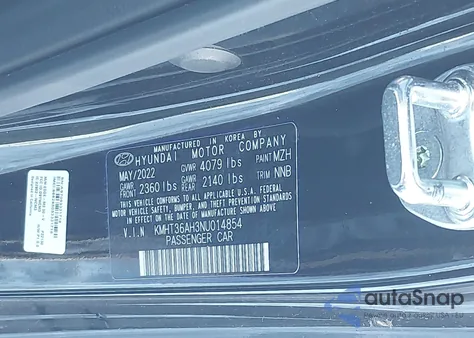 MANUFACTURED IN KOREA BY
HYUNDAI MOTOR COMPANY
MAY/2022 GVWR 4079 lbs PAINT MZH
GAWR FRONT 2360 lbs GAWR REAR 2140 lbs TRIM NNB
THIS VEHICLE CONFORMS TO ALL APPLICABLE U.S.A. FEDERAL
MOTOR VEHICLE SAFETY, BUMPER, AND THEFT PREVENTION
STANDARDS IN EFFECT ON THE DATE OF MANUFACTURE SHOWN ABOVE.
V.I.N KMHT36AH3NU014854
PASSENGER CAR
autoSnap